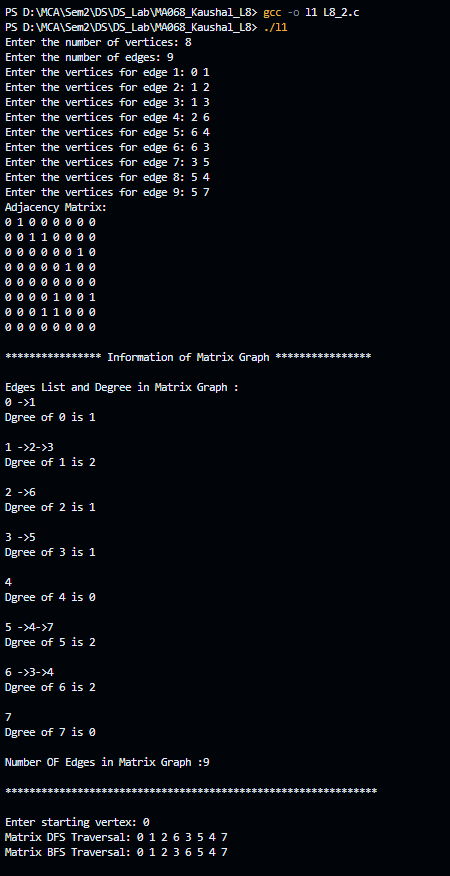 PS D:\MCA\Sem2\DS\DS_Lab\MA068_Kaushal_L8> gcc -o l1 L8_2.c
PS D:\MCA\Sem2\DS\DS_Lab\MA068_Kaushal_L8> ./l1
Enter the number of vertices: 8
Enter the number of edges: 9
Enter the vertices for edge 1: 0 1
Enter the vertices for edge 2: 1 2
Enter the vertices for edge 3: 1 3
Enter the vertices for edge 4: 2 6
Enter the vertices for edge 5: 6 4
Enter the vertices for edge 6: 6 3
Enter the vertices for edge 7: 3 5
Enter the vertices for edge 8: 5 4
Enter the vertices for edge 9: 5 7
Adjacency Matrix:
0 1 0 0 0 0 0 0
0 0 1 1 0 0 0 0
0 0 0 0 0 0 1 0
0 0 0 0 0 1 0 0
0 0 0 0 0 0 0 0
0 0 0 0 1 0 0 1
0 0 0 1 1 0 0 0
0 0 0 0 0 0 0 0
**************** Information of Matrix Graph ****************
Edges List and Degree in Matrix Graph :
0 ->1
Dgree of 0 is 1
1 ->2->3
Dgree of 1 is 2
2 ->6
Dgree of 2 is 1
3 ->5
Dgree of 3 is 1
4
Dgree of 4 is 0
5 ->4->7
Dgree of 5 is 2
6 ->3->4
Dgree of 6 is 2
7
Dgree of 7 is 0
Number OF Edges in Matrix Graph :9
**************************************************************
Enter starting vertex: 0
Matrix DFS Traversal: 0 1 2 6 3 5 4 7
Matrix BFS Traversal: 0 1 2 3 6 5 4 7